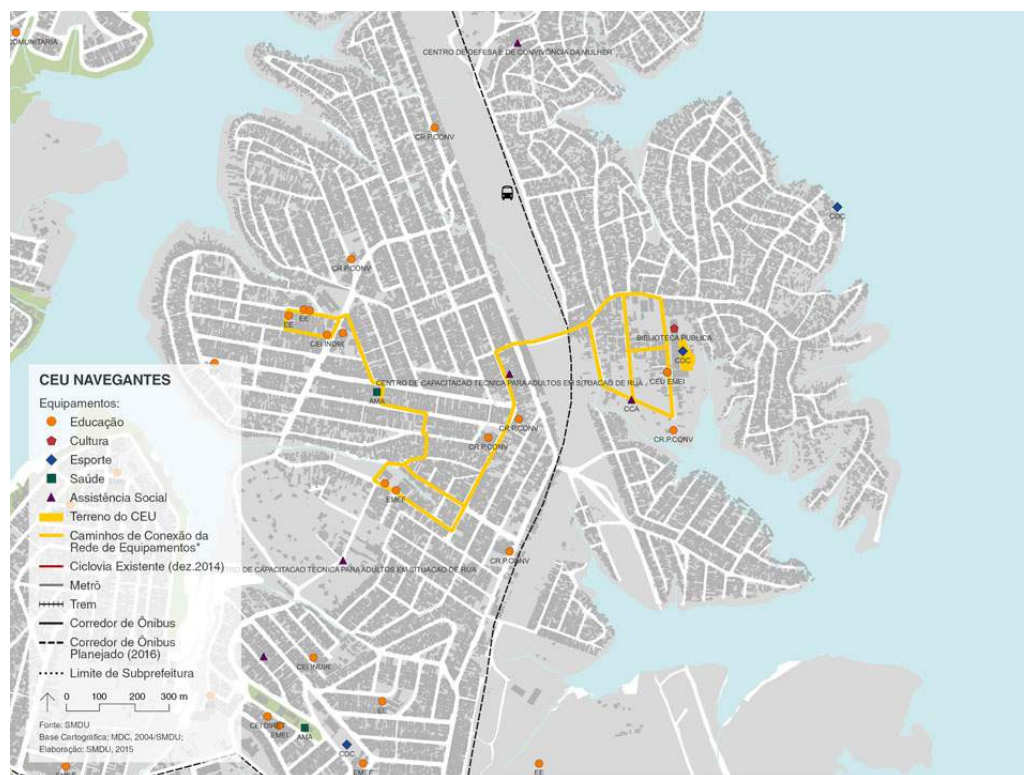 COMUNITARIA
CENTRO DE DEFESA E DE CONVIVÊNCIA DA MULHER
CR.P.CONV
CDC
CR.P.CONV
EE
EE
CEI INDIR
BIBLIOTECA PUBLICA
CDC
CEU EMEI
CENTRO DE CAPACITACAO TECNICA PARA ADULTOS EM SITUACAO DE RUA
AMA
CCA
CR.P.CONV
CR.P.CONV
CR.P.CONV
EMEF
CR.P.CONV
CENTRO DE CAPACITACAO TECNICA PARA ADULTOS EM SITUACAO DE RUA
CEI INDIR
EE
CEI DIRET
EMEI
AMA
CDC
EMEF
EE
EMEF
CEU NAVEGANTES
Equipamentos:
Educação
Cultura
Esporte
Saúde
Assistência Social
Terreno do CEU
Caminhos de Conexão da
Rede de Equipamentos*
Ciclovia Existente (dez.2014)
Metrô
Trem
Corredor de Ônibus
Corredor de Ônibus
Planejado (2016)
Limite de Subprefeitura
0 100 200 300 m
Fonte: SMDU
Base Cartográfica: MDC, 2004/SMDU;
Elaboração: SMDU, 2015